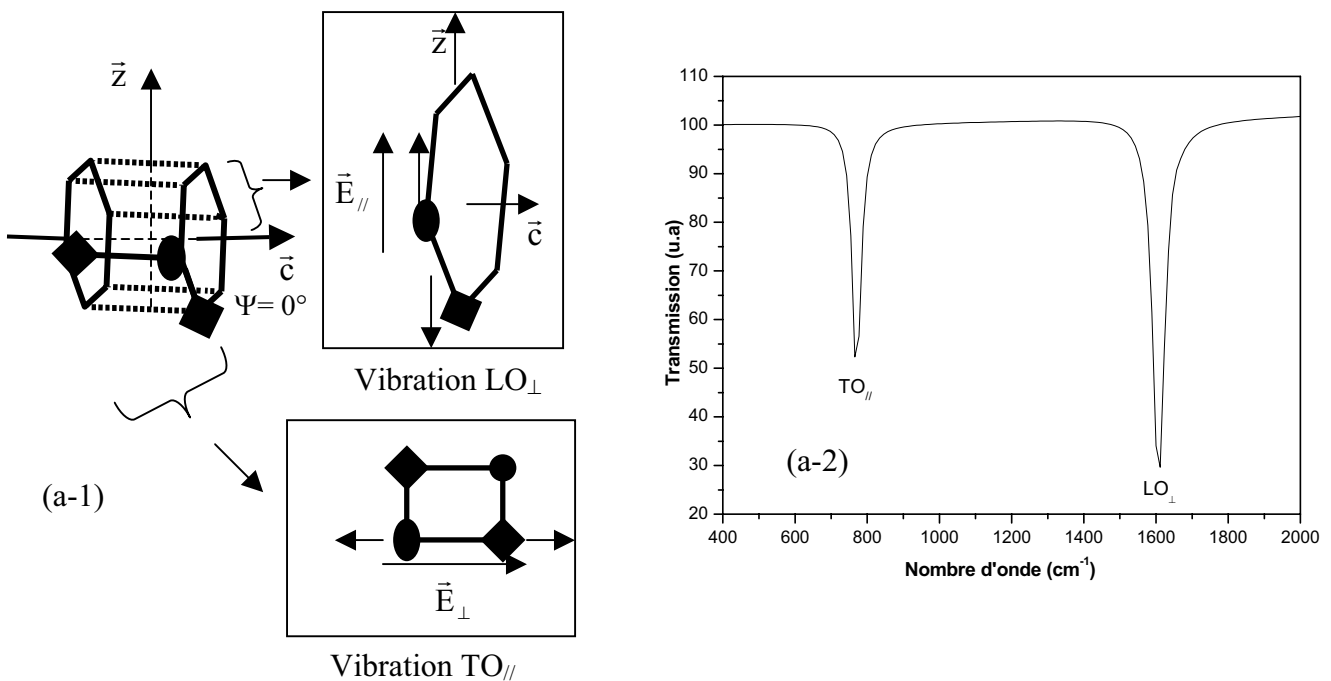 z⃗
c⃗
Ψ= 0°
(a-1)
z⃗
E⃗//
c⃗
Vibration LO⊥
E⃗⊥
Vibration TO//
110
100
90
80
70
60
50
40
30
20
Transmission (u.a)
TO//
LO⊥
(a-2)
400 600 800 1000 1200 1400 1600 1800 2000
Nombre d'onde (cm⁻¹)